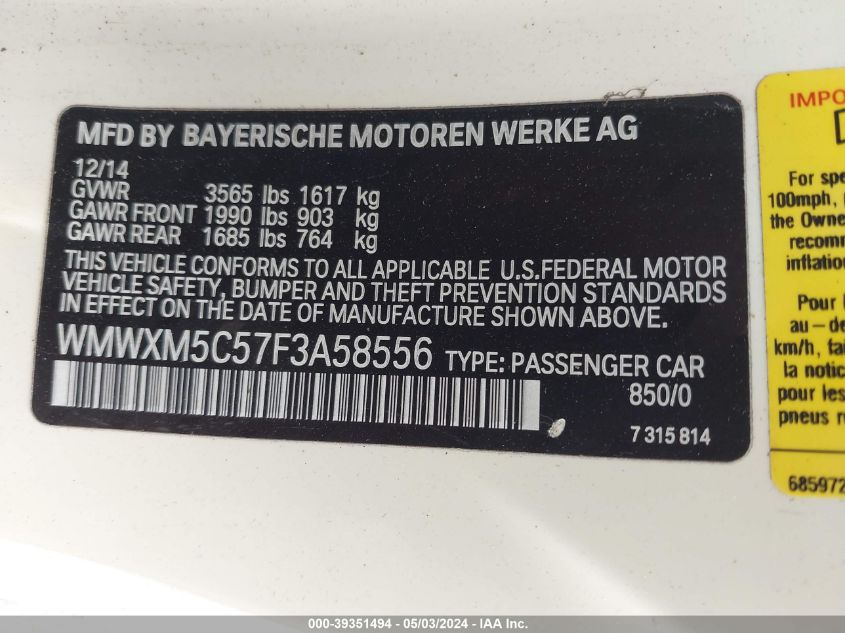 MFD BY BAYERISCHE MOTOREN WERKE AG
12/14
GVWR 3565 lbs 1617 kg
GAWR FRONT 1990 lbs 903 kg
GAWR REAR 1685 lbs 764 kg
THIS VEHICLE CONFORMS TO ALL APPLICABLE U.S.FEDERAL MOTOR
VEHICLE SAFETY, BUMPER AND THEFT PREVENTION STANDARDS
IN EFFECT ON THE DATE OF MANUFACTURE SHOWN ABOVE.
WMWXM5C57F3A58556 TYPE: PASSENGER CAR
850/0
7 315 814
IMPO
For spe
100mph,
the Owne
recomm
inflatio
Pour l
au-de
km/h, fai
la notic
pour les
pneus
685972
000-39351494 - 05/03/2024 - IAA Inc.